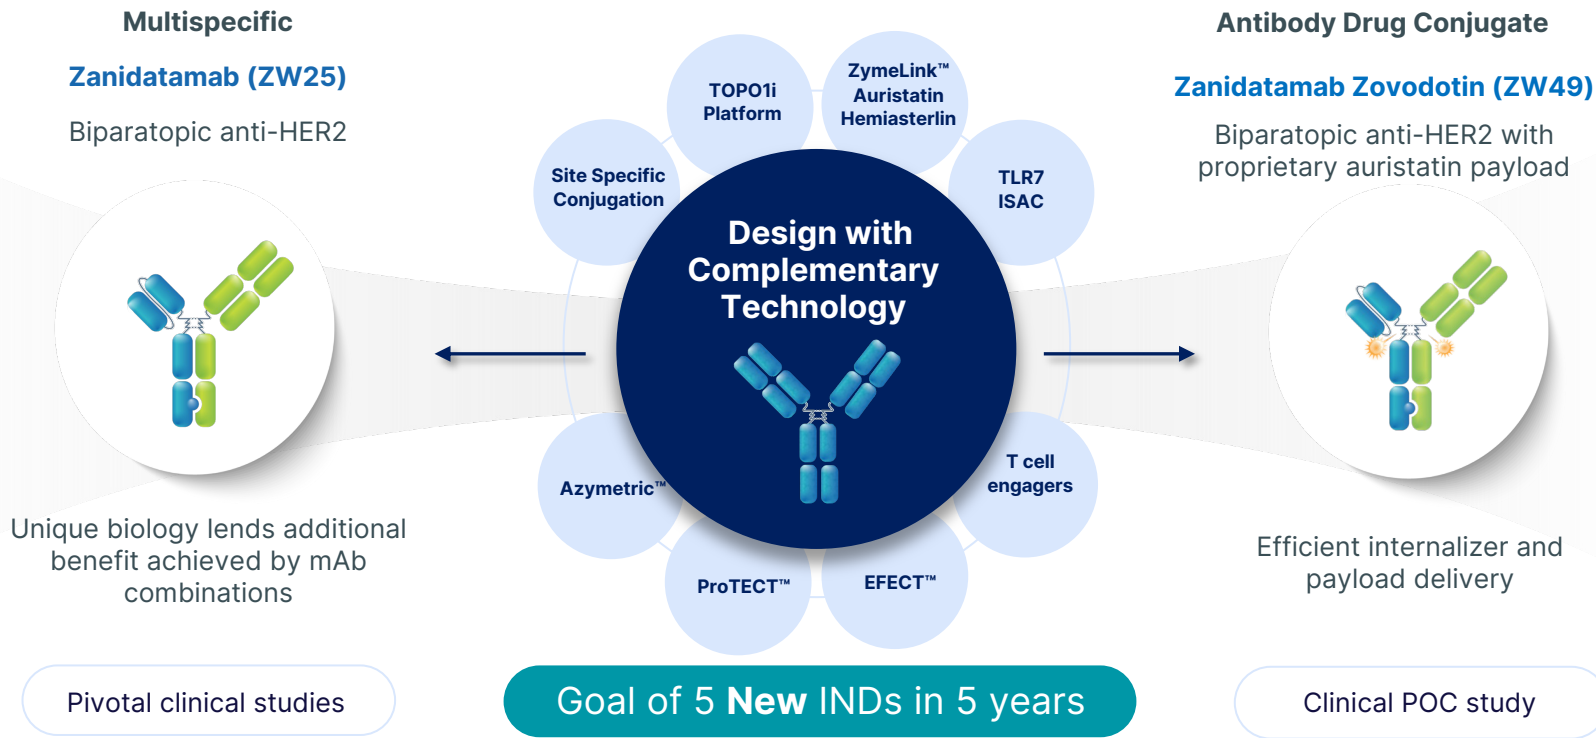 Multispecific
Zanidatamab (ZW25)
Biparatopic anti-HER2
Unique biology lends additional
benefit achieved by mAb
combinations
Pivotal clinical studies
TOPO1i
Platform
ZymeLink™
Auristatin
Hemiasterlin
Site Specific
Conjugation
TLR7
ISAC
Design with
Complementary
Technology
Azymetric™
T cell
engagers
ProTECT™
EFECT™
Goal of 5 New INDs in 5 years
Antibody Drug Conjugate
Zanidatamab Zovodotin (ZW49)
Biparatopic anti-HER2 with
proprietary auristatin payload
Efficient internalizer and
payload delivery
Clinical POC study